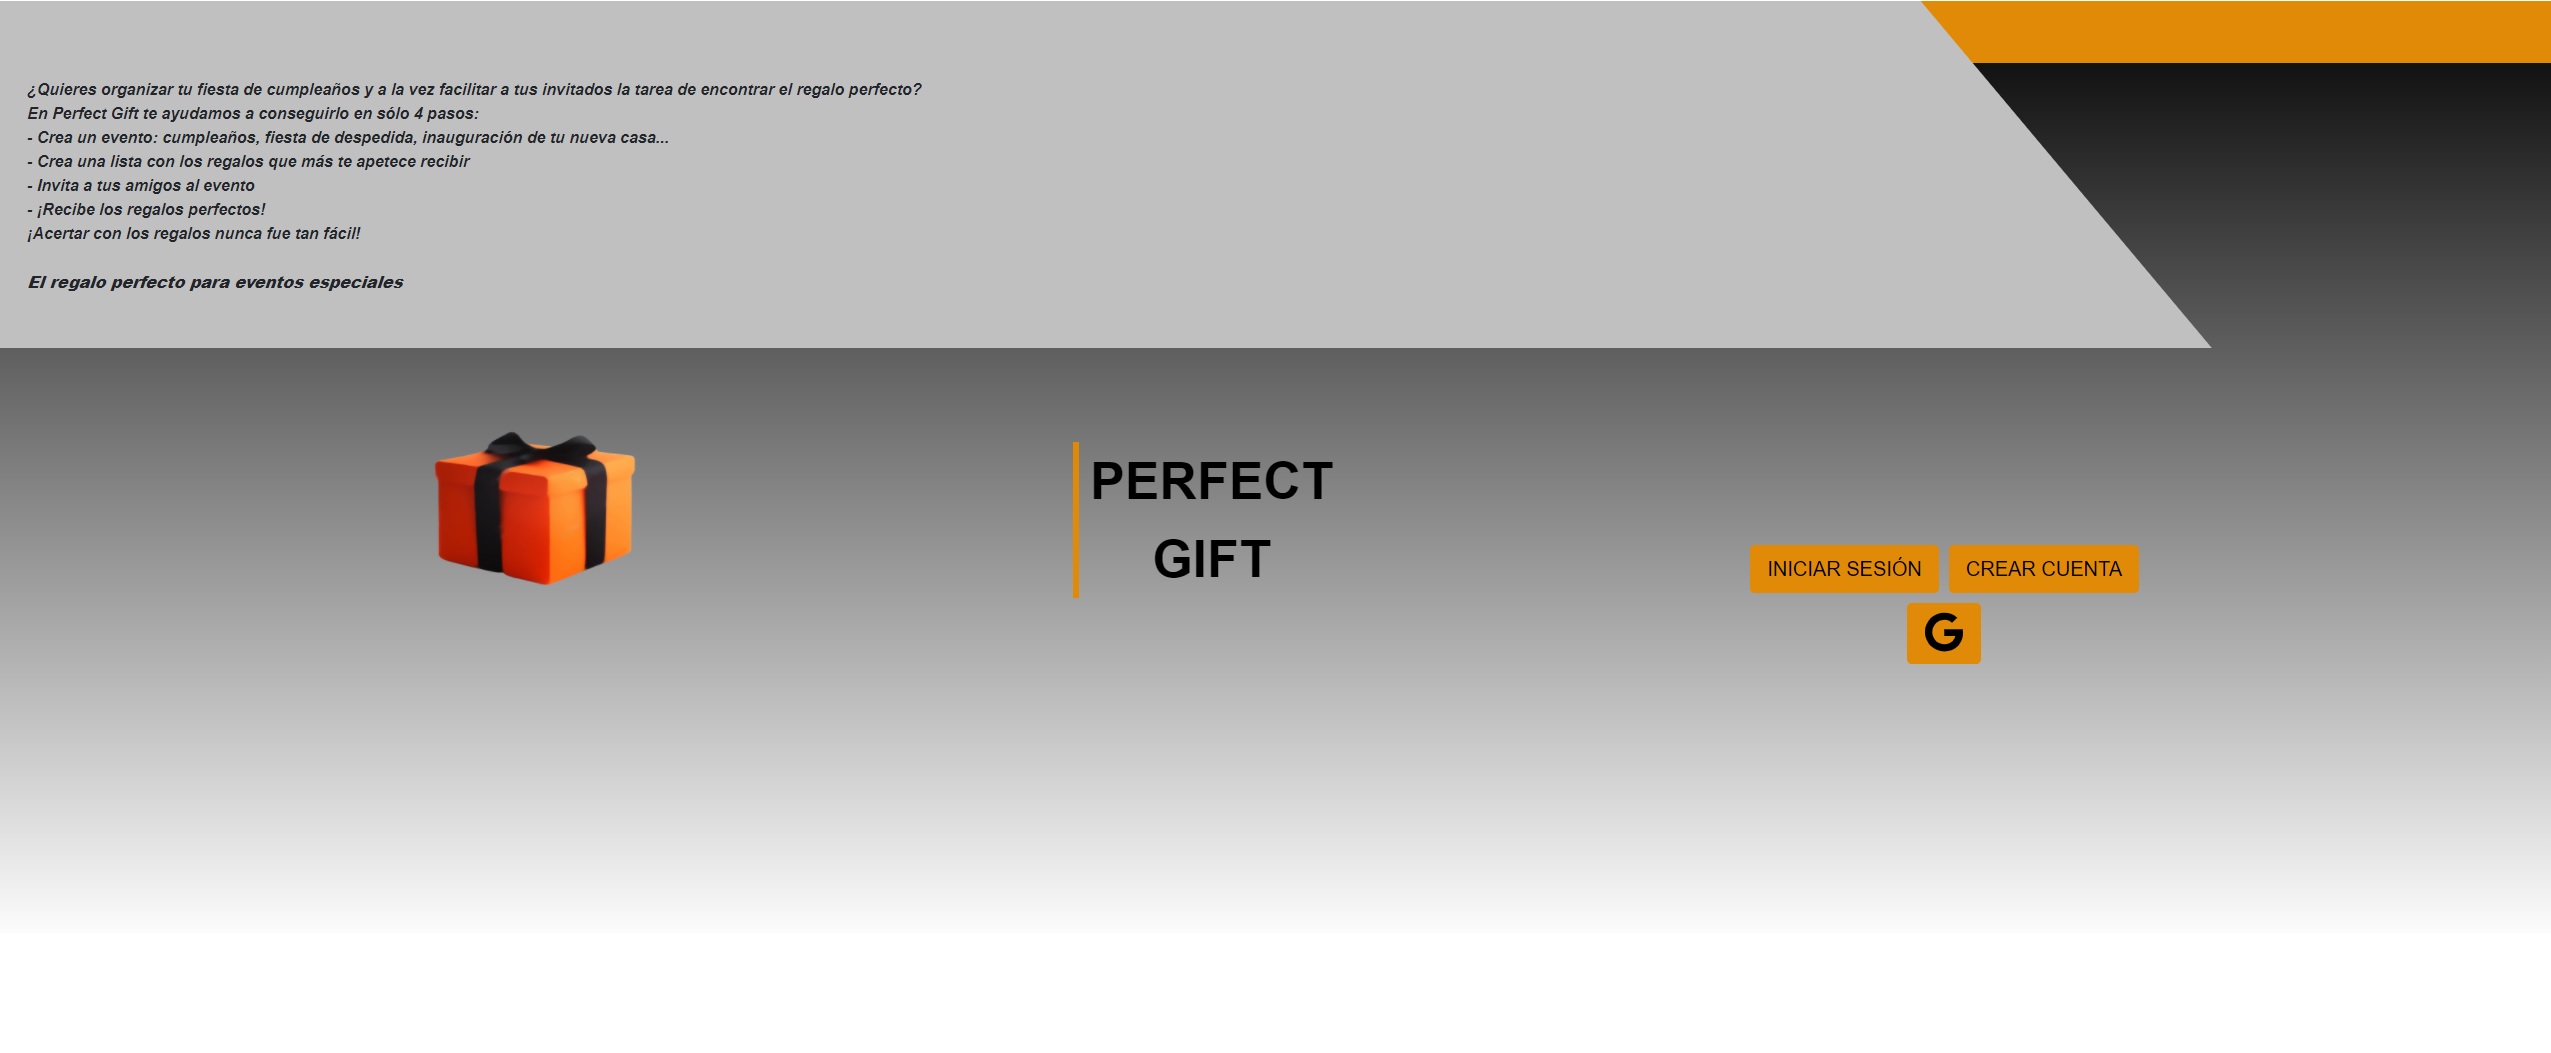 ¿Quieres organizar tu fiesta de cumpleaños y a la vez facilitar a tus invitados la tarea de encontrar el regalo perfecto?
En Perfect Gift te ayudamos a conseguirlo en sólo 4 pasos:
- Crea un evento: cumpleaños, fiesta de despedida, inauguración de tu nueva casa...
- Crea una lista con los regalos que más te apetece recibir
- Invita a tus amigos al evento
- ¡Recibe los regalos perfectos!
¡Acertar con los regalos nunca fue tan fácil!
El regalo perfecto para eventos especiales
PERFECT
GIFT
INICIAR SESIÓN CREAR CUENTA
G